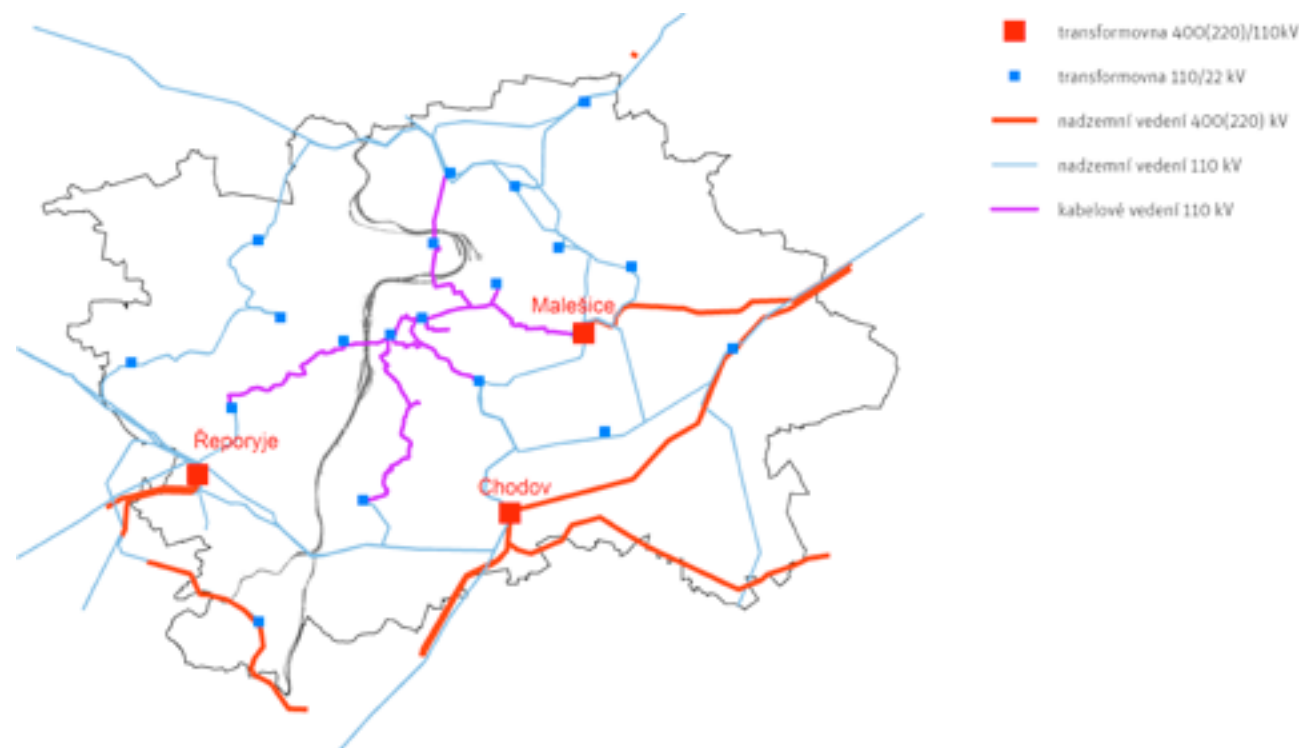 transformovna 400(220)/110kV
transformovna 110/22 kV
nadzemní vedení 400(220) kV
nadzemní vedení 110 kV
kabelové vedení 110 kV
Malešice
Řeporyje
Chodov